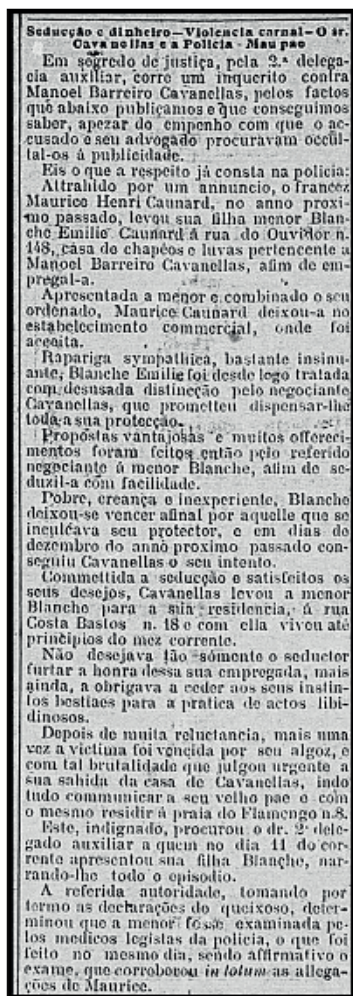 Seducção e dinheiro—Violencia carnal—O sr.
Cavanellas e a Policia - Mau pae
Em segredo de justiça, pela 2.ª delega-
cia auxiliar, corre um inquerito contra
Manoel Barreiro Cavanellas, pelos factos
que abaixo publicamos e que conseguimos
saber, apezar do empenho com que o ac-
cusado e seu advogado procuravam occul-
tal-os á publicidade.
Eis o que a respeito já consta na policia:
Attrahido por um annuncio, o francez
Maurice Henri Caunard, no anno proxi-
mo passado, levou sua filha menor Blan-
che Emilie Caunard á rua do Ouvidor n.
148, casa de chapéos e luvas pertencente a
Manoel Barreiro Cavanellas, afim de em-
pregal-a.
Apresentada a menor e combinado o seu
ordenado, Maurice Caunard deixou-a no
estabelecimento commercial, onde foi
acceita.
Rapariga sympathica, bastante insinu-
ante, Blanche Emilie foi desde logo tratada
com desusada distincção pelo negociante
Cavanellas, que prometteu dispensar-lhe
toda a sua protecção.
Propostas vantajosas e muitos offereci-
mentos foram feitos então pelo referido
negociante á menor Blanche, afim de se-
duzil-a com facilidade.
Pobre, creança e inexperiente, Blanche
deixou-se vencer afinal por aquelle que se
inculcava seu protector, e em dias de
dezembro do anno proximo passado con-
seguiu Cavanellas o seu intento.
Commettida a seducção e satisfeitos os
seus desejos, Cavanellas levou a menor
Blanche para a sua residencia, á rua
Costa Bastos n. 18 e com ella viveu até
principios do mez corrente.
Não desejava tão sómente o seductor
furtar a honra dessa sua empregada, mais
ainda, a obrigava a ceder aos seus instin-
tos bestiaes para a pratica de actos libi-
dinosos.
Depois de muita reluctancia, mais uma
vez a victima foi vencida por seu algoz, e
com tal brutalidade que julgou urgente a
sua sahida da casa de Cavanellas, indo
tudo communicar a seu velho pae e com
o mesmo residir á praia do Flamengo n.8.
Este, indignado, procurou o dr. 2º dele-
gado auxiliar a quem no dia 11 do cor-
rente apresentou sua filha Blanche, nar-
rando-lhe todo o episodio.
A referida autoridade, tomando por
termo as declarações do queixoso, deter-
minou que a menor fosse examinada pe-
los medicos legistas da policia, o que foi
feito no mesmo dia, sendo affirmativo o
exame, que corroborou in totum as allega-
ções de Maurice.